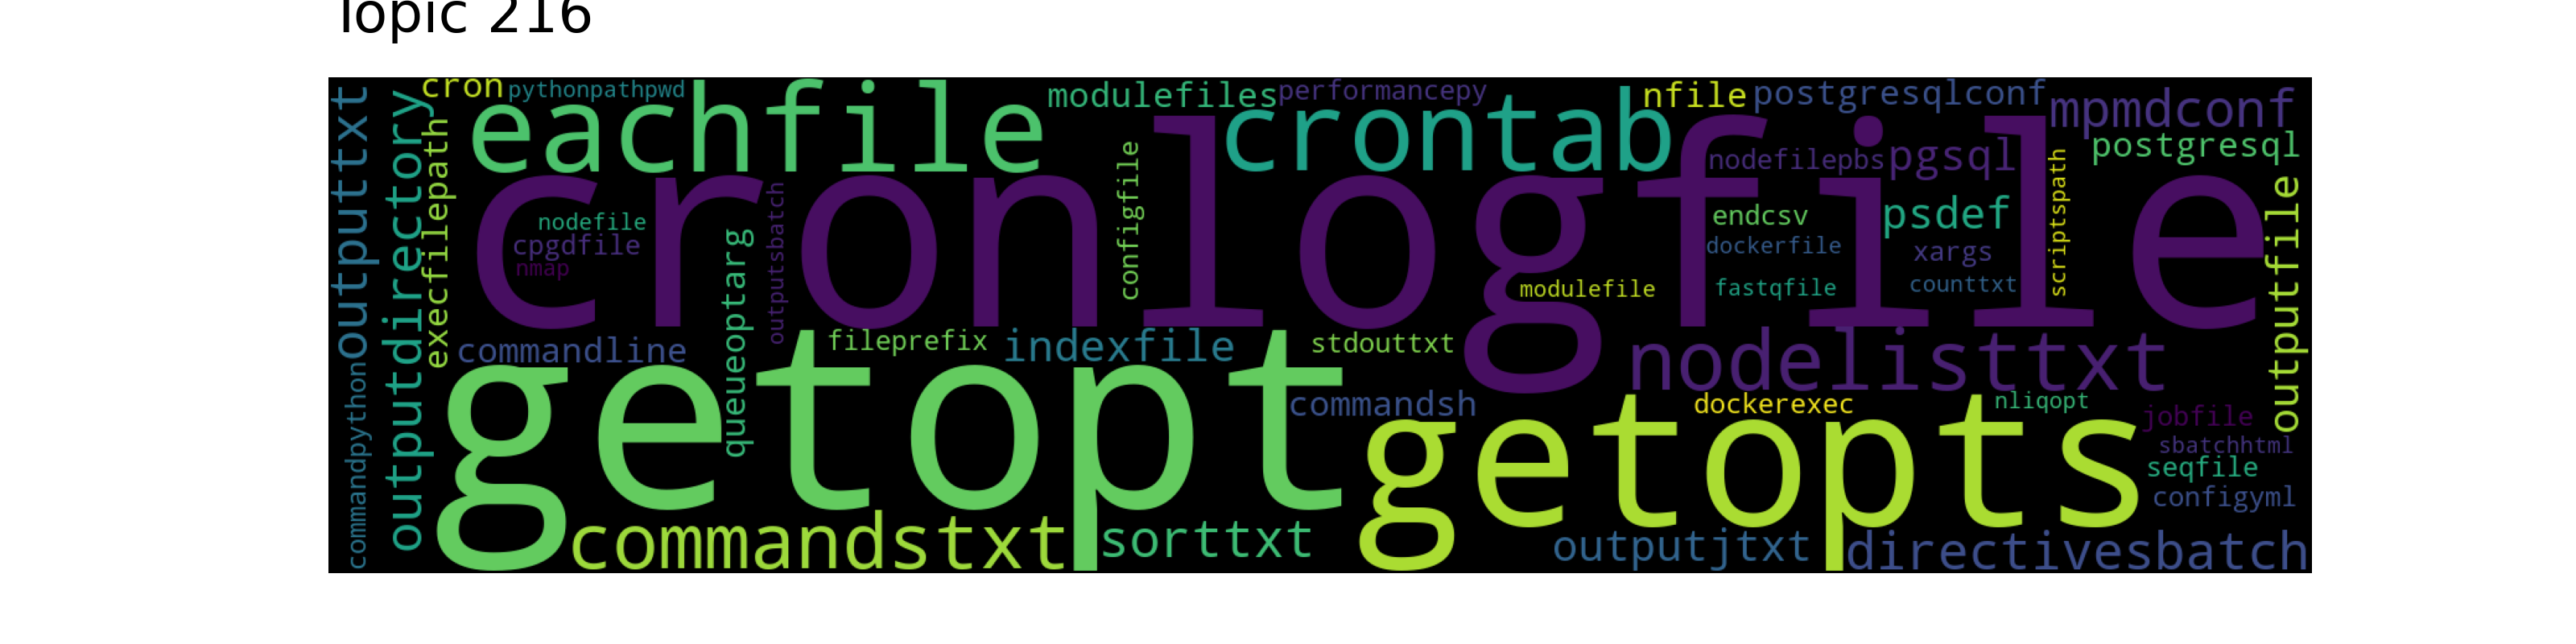 Topic 216
cron pythonpathpwd modulefiles performancepy nfile postgresqlconf mpmdconf
eachfile crontab postgresql
nodefilepbs pgsql
cronlogfile
outputtxt
outputdirectory
execfilepath
configfile
scriptspath
outputfile
nodefile endcsv psdef
cpgdfile dockerfile xargs
nmap
outputsbatch
queueoptarg
modulefile fastqfile counttxt
commandline fileprefix indexfile stdouttxt nodelisttxt
commandpython
getopt commandsh dockerexec nliqopt jobfile
getopts sbatchhtml
seqfile
configyml
commandstxt sorttxt outputjtxt directivesbatch